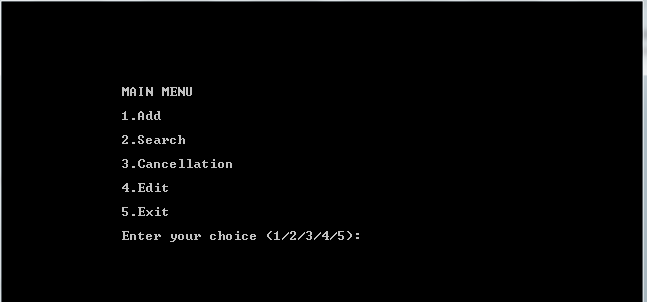 MAIN MENU
1.Add
2.Search
3.Cancellation
4.Edit
5.Exit
Enter your choice (1/2/3/4/5):